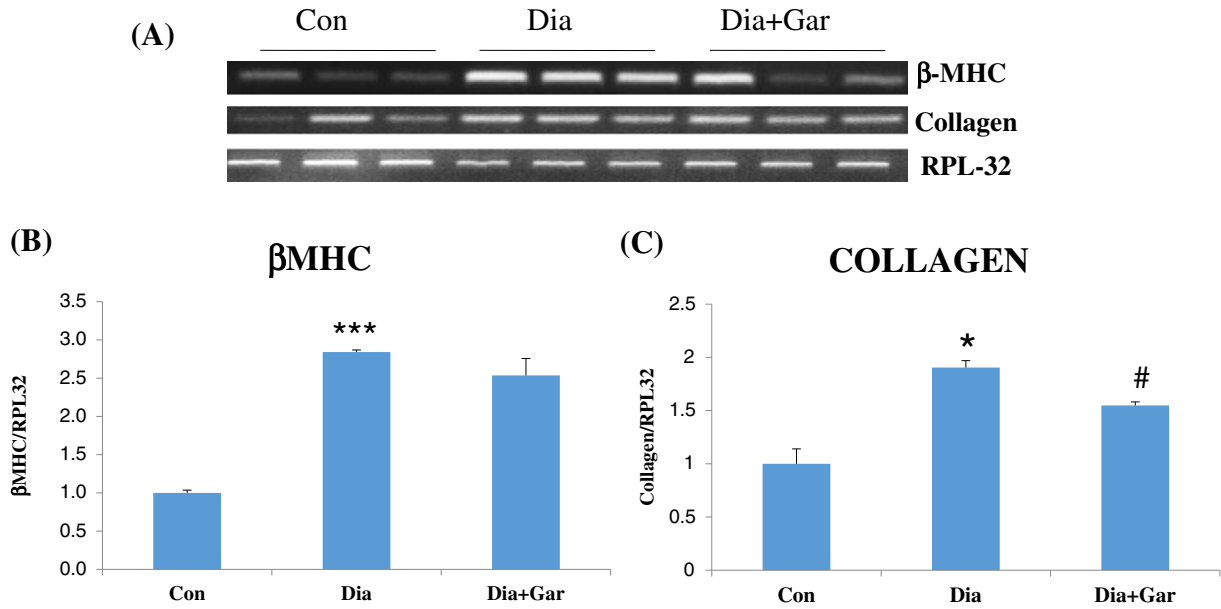 (A)
Con Dia Dia+Gar
β-MHC
Collagen
RPL-32
(B)
βMHC
βMHC/RPL32
3.5
3.0
2.5
2.0
1.5
1.0
0.5
0.0
***
Con Dia Dia+Gar
(C)
COLLAGEN
Collagen/RPL32
2.5
2
1.5
1
0.5
0
*
#
Con Dia Dia+Gar